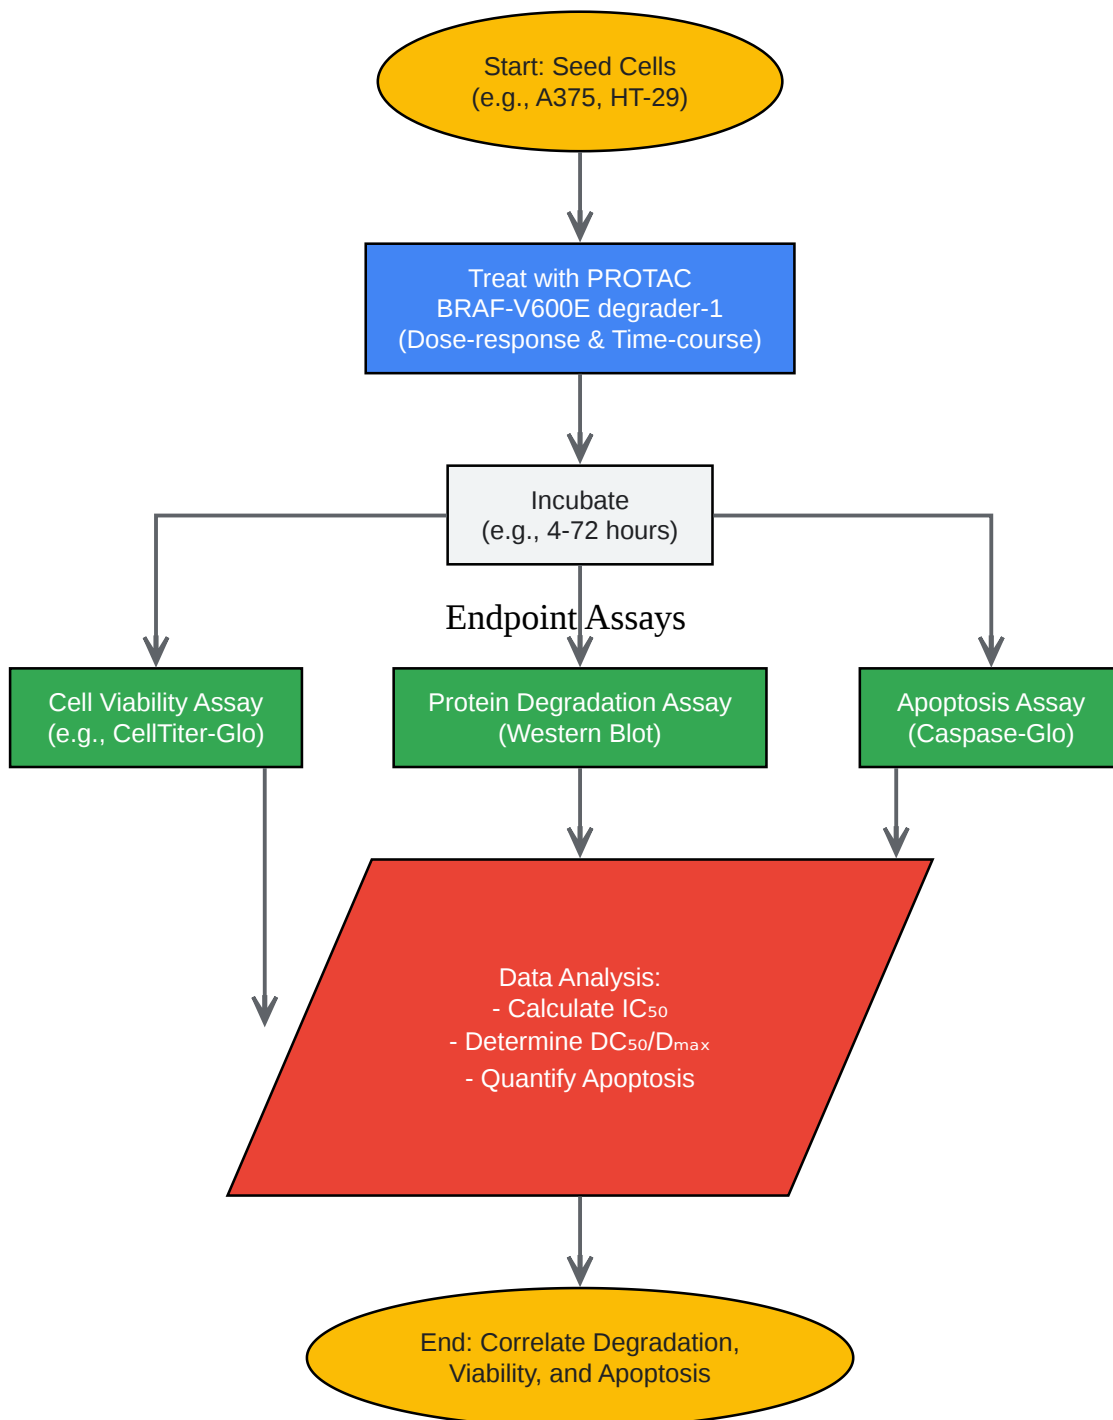 Start: Seed Cells
(e.g., A375, HT-29)
Treat with PROTAC
BRAF-V600E degrader-1
(Dose-response & Time-course)
Incubate
(e.g., 4-72 hours)
Endpoint Assays
Cell Viability Assay
(e.g., CellTiter-Glo)
Protein Degradation Assay
(Western Blot)
Apoptosis Assay
(Caspase-Glo)
Data Analysis:
- Calculate IC₅₀
- Determine DC₅₀/Dₘₐₓ
- Quantify Apoptosis
End: Correlate Degradation,
Viability, and Apoptosis